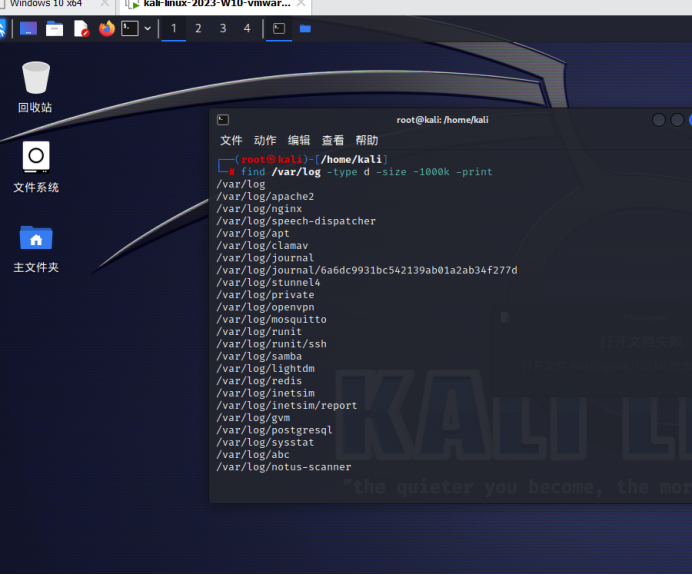 Windows 10 x64
kali-linux-2023-W10-vmwar...
1 2 3 4
回收站
文件系统
主文件夹
root@kali: /home/kali
文件 动作 编辑 查看 帮助
┌──(root㉿kali)-[/home/kali]
└─# find /var/log -type d -size -1000k -print
/var/log
/var/log/apache2
/var/log/nginx
/var/log/speech-dispatcher
/var/log/apt
/var/log/clamav
/var/log/journal
/var/log/journal/6a6dc9931bc542139ab01a2ab34f277d
/var/log/stunnel4
/var/log/private
/var/log/openvpn
/var/log/mosquitto
/var/log/runit
/var/log/runit/ssh
/var/log/samba
/var/log/lightdm
/var/log/redis
/var/log/inetsim
/var/log/inetsim/report
/var/log/gvm
/var/log/postgresql
/var/log/sysstat
/var/log/abc
/var/log/notus-scanner
KALI LI
"the quieter you become, the mor